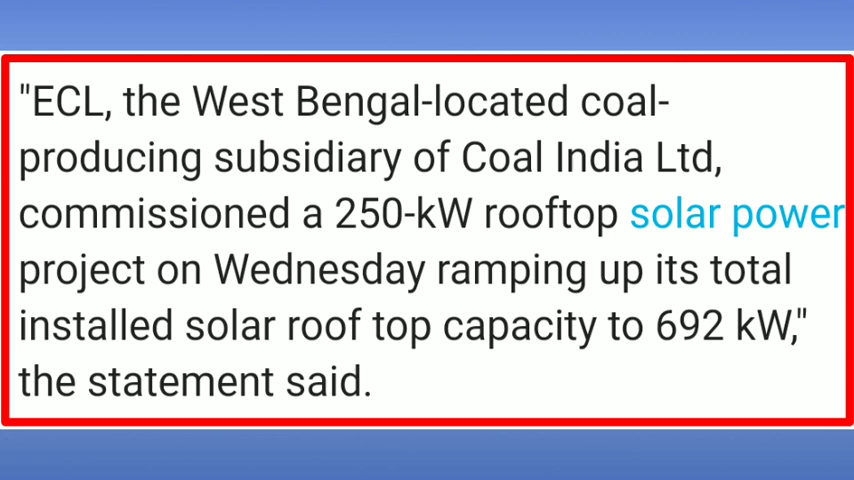 "ECL, the West Bengal-located coal-
producing subsidiary of Coal India Ltd,
commissioned a 250-kW rooftop solar power
project on Wednesday ramping up its total
installed solar roof top capacity to 692 kW,"
the statement said.